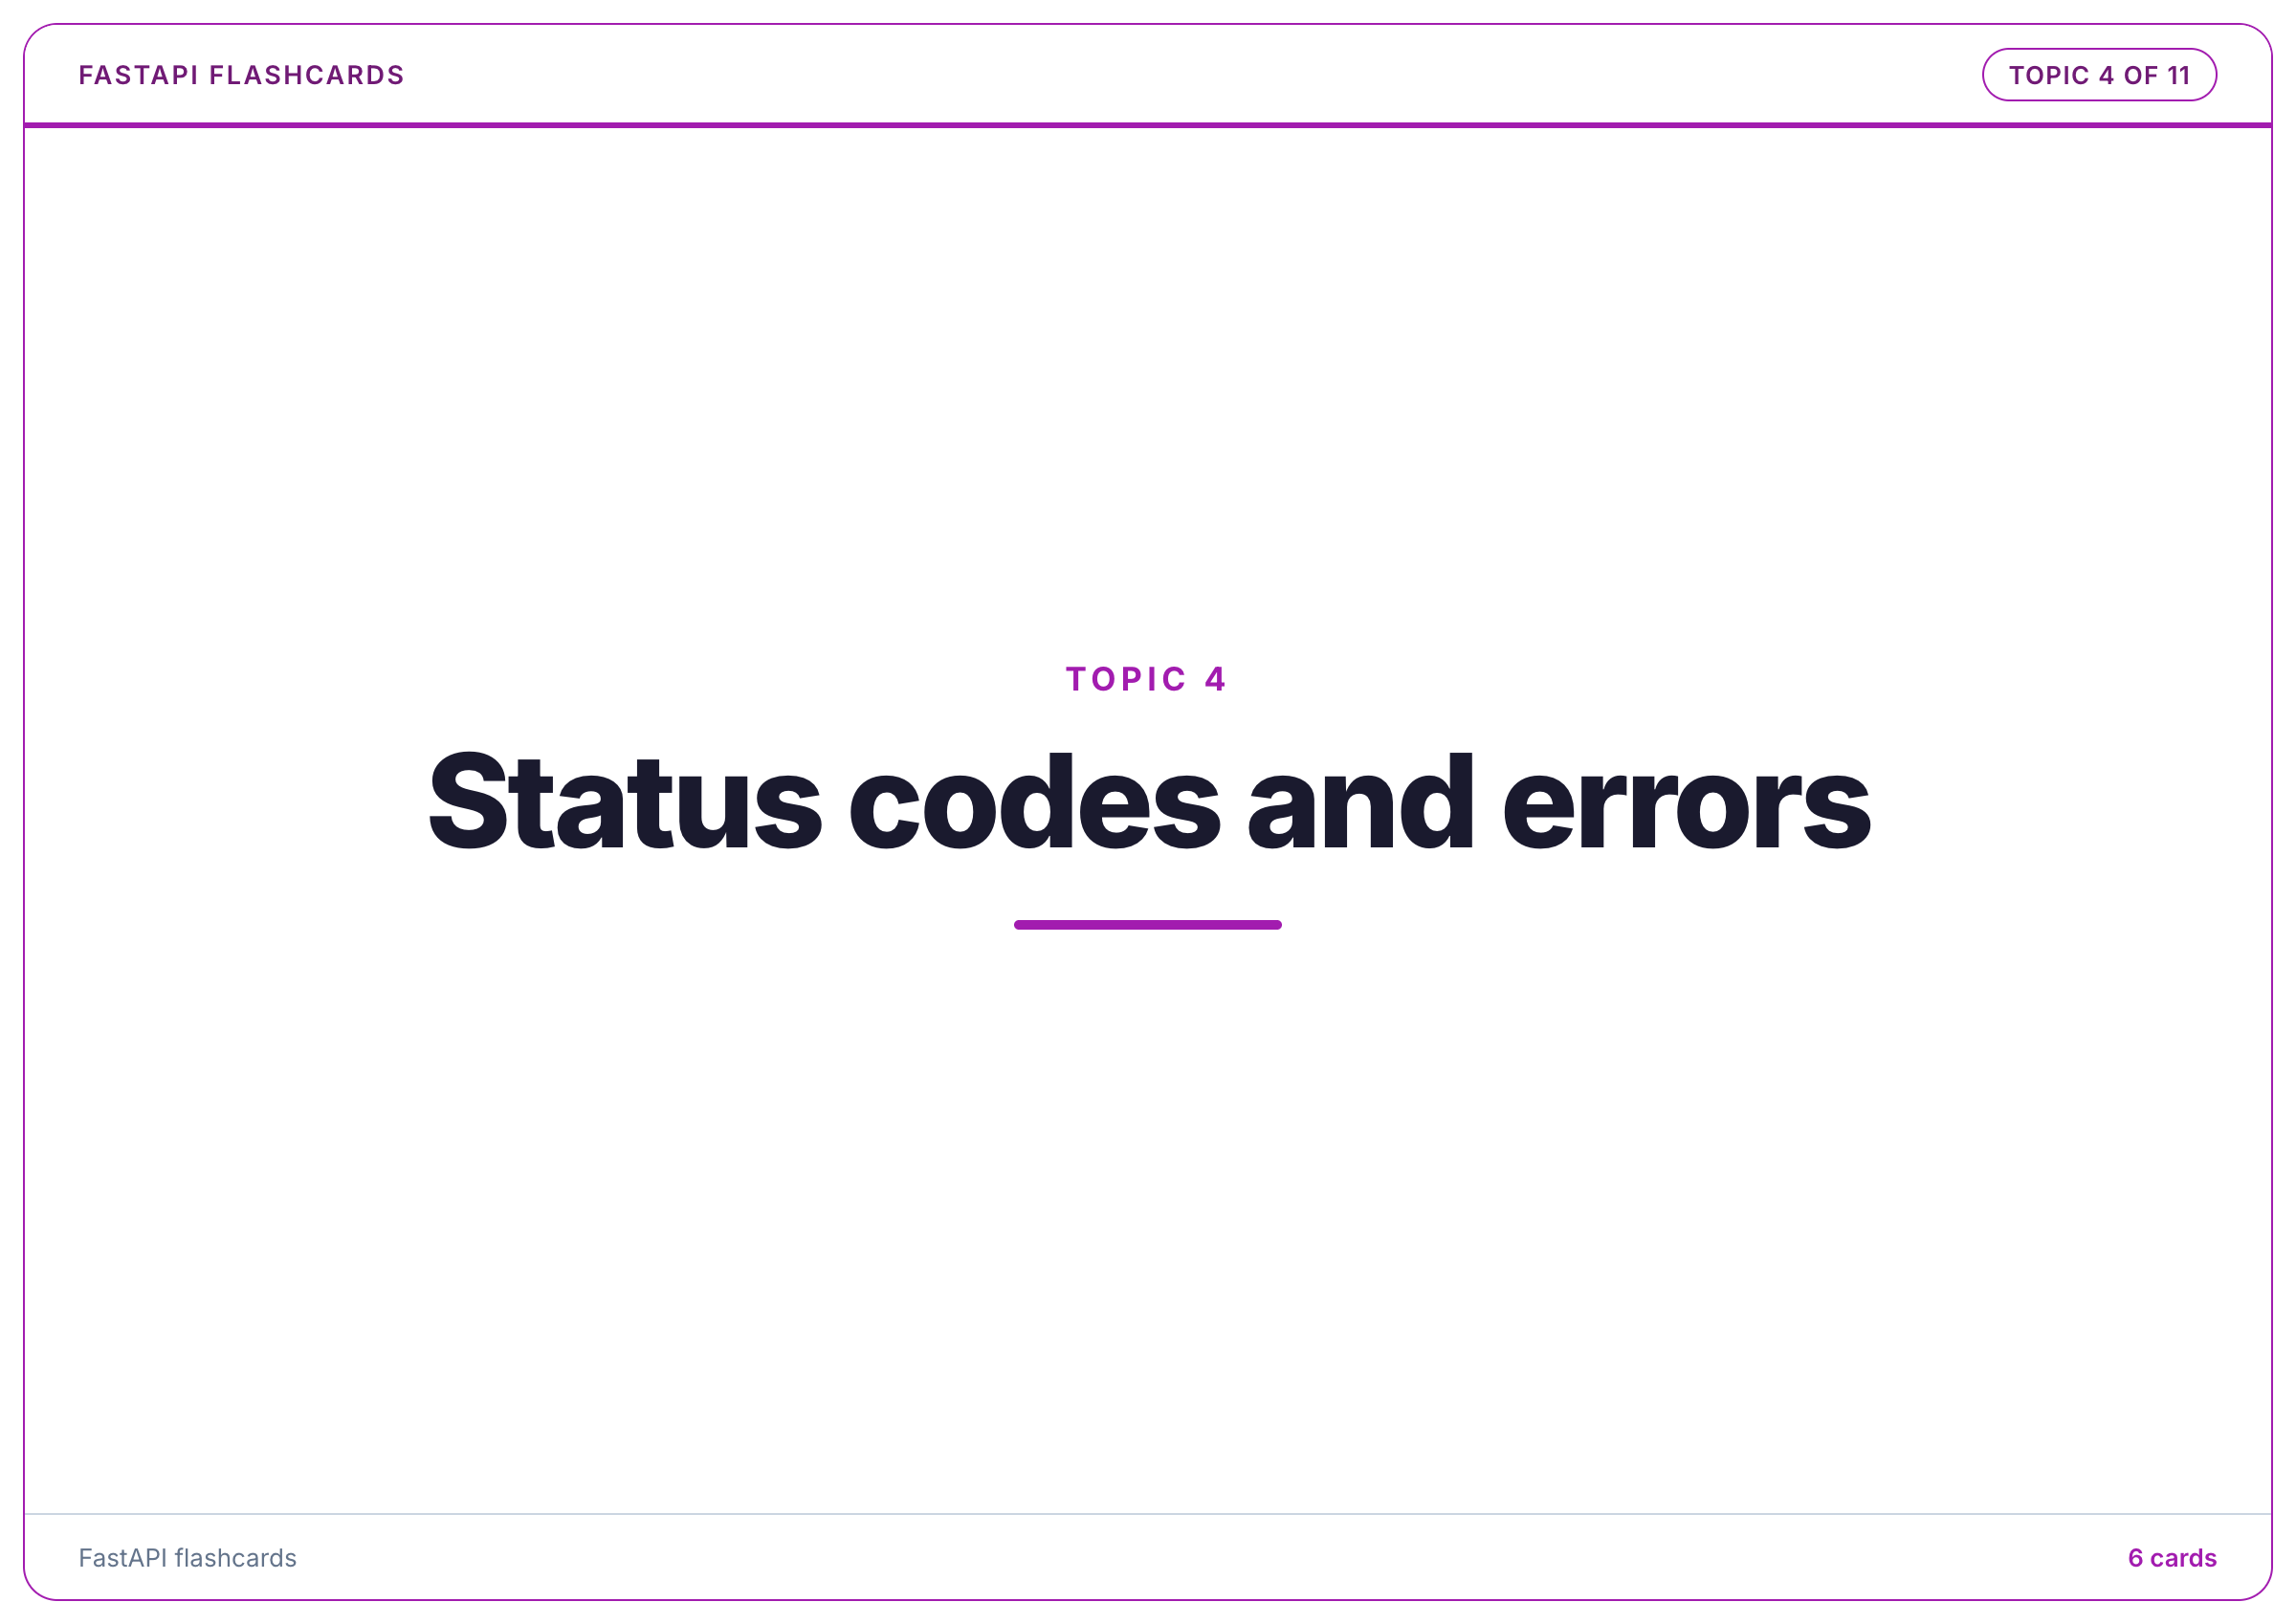 FASTAPI FLASHCARDS
TOPIC 4 OF 11
TOPIC 4
Status codes and errors
FastAPI flashcards
6 cards